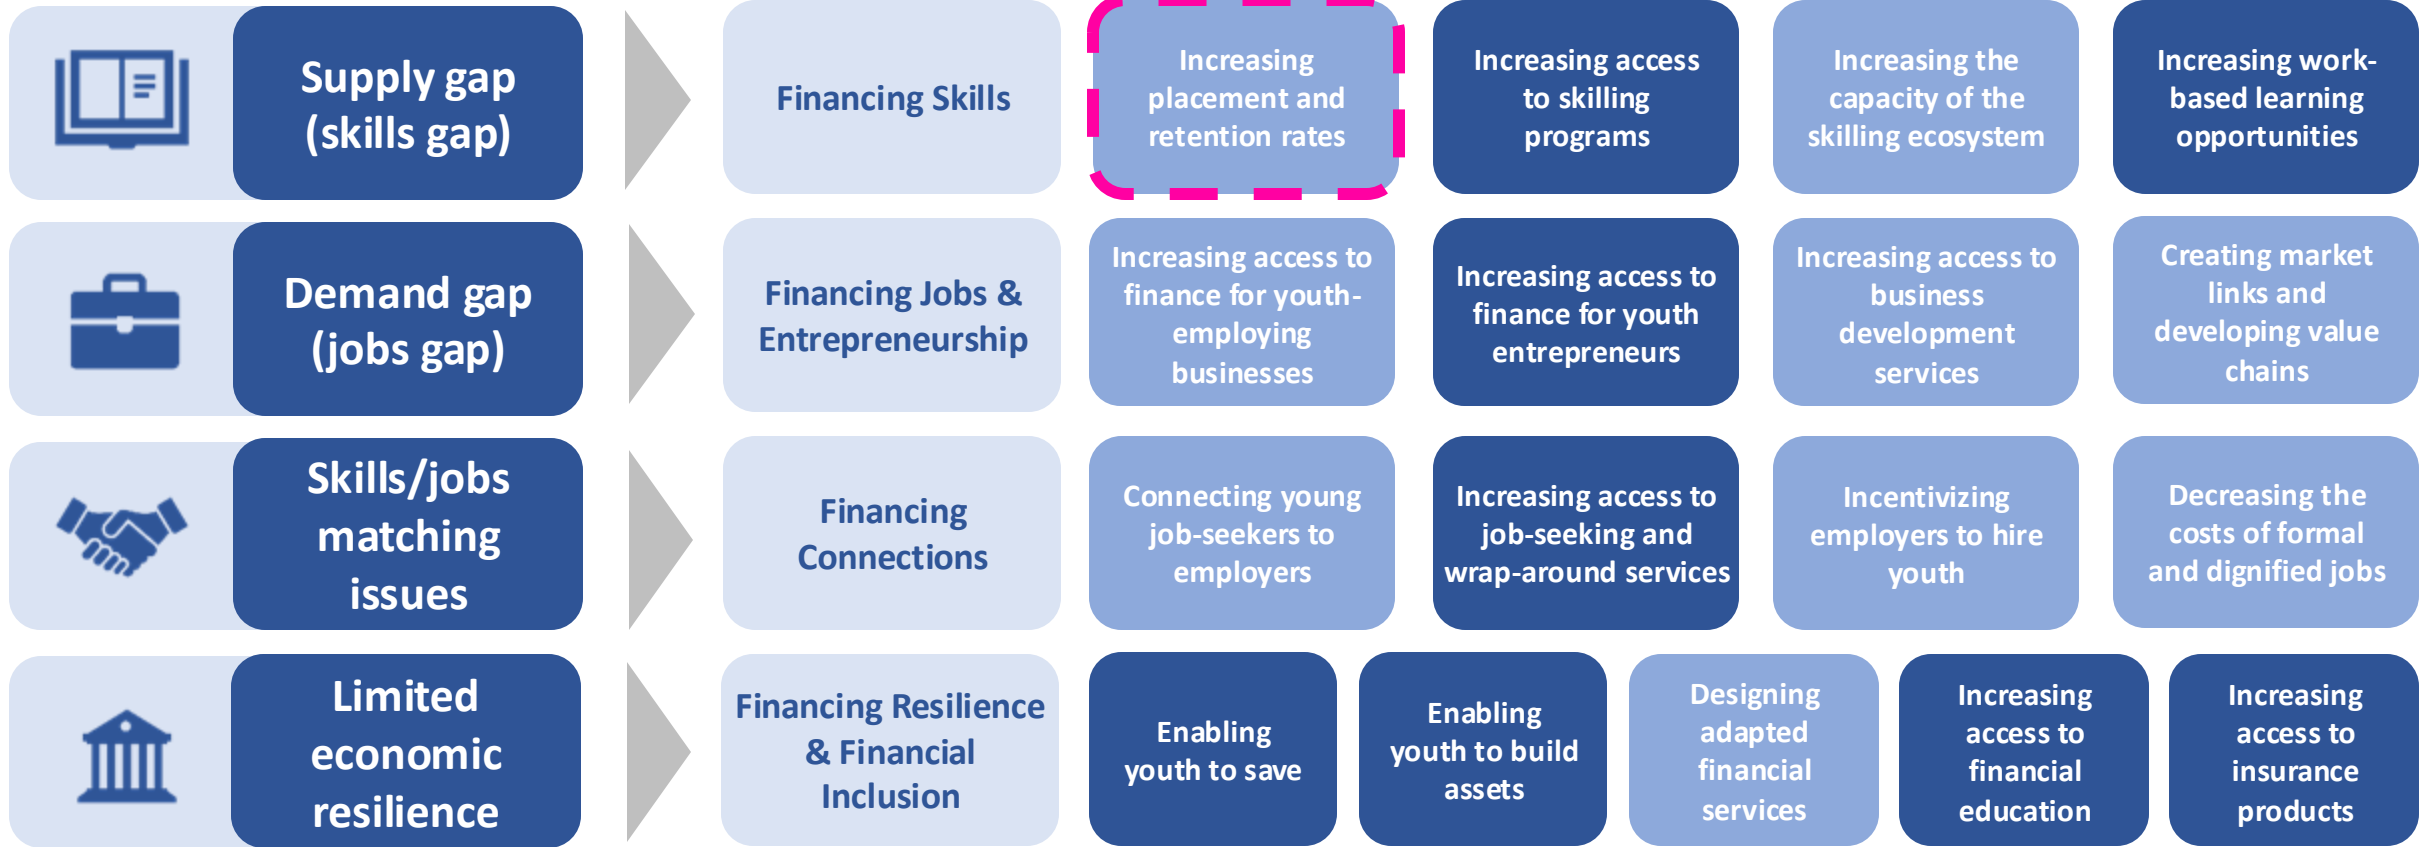 Supply gap
(skills gap)
Financing Skills
Increasing
placement and
retention rates
Increasing access
to skilling
programs
Increasing the
capacity of the
skilling ecosystem
Increasing work-
based learning
opportunities
Demand gap
(jobs gap)
Financing Jobs &
Entrepreneurship
Increasing access to
finance for youth-
employing
businesses
Increasing access to
finance for youth
entrepreneurs
Increasing access to
business
development
services
Creating market
links and
developing value
chains
Skills/jobs
matching
issues
Financing
Connections
Connecting young
job-seekers to
employers
Increasing access to
job-seeking and
wrap-around services
Incentivizing
employers to hire
youth
Decreasing the
costs of formal
and dignified jobs
Limited
economic
resilience
Financing Resilience
& Financial
Inclusion
Enabling
youth to save
Enabling
youth to build
assets
Designing
adapted
financial
services
Increasing
access to
financial
education
Increasing
access to
insurance
products